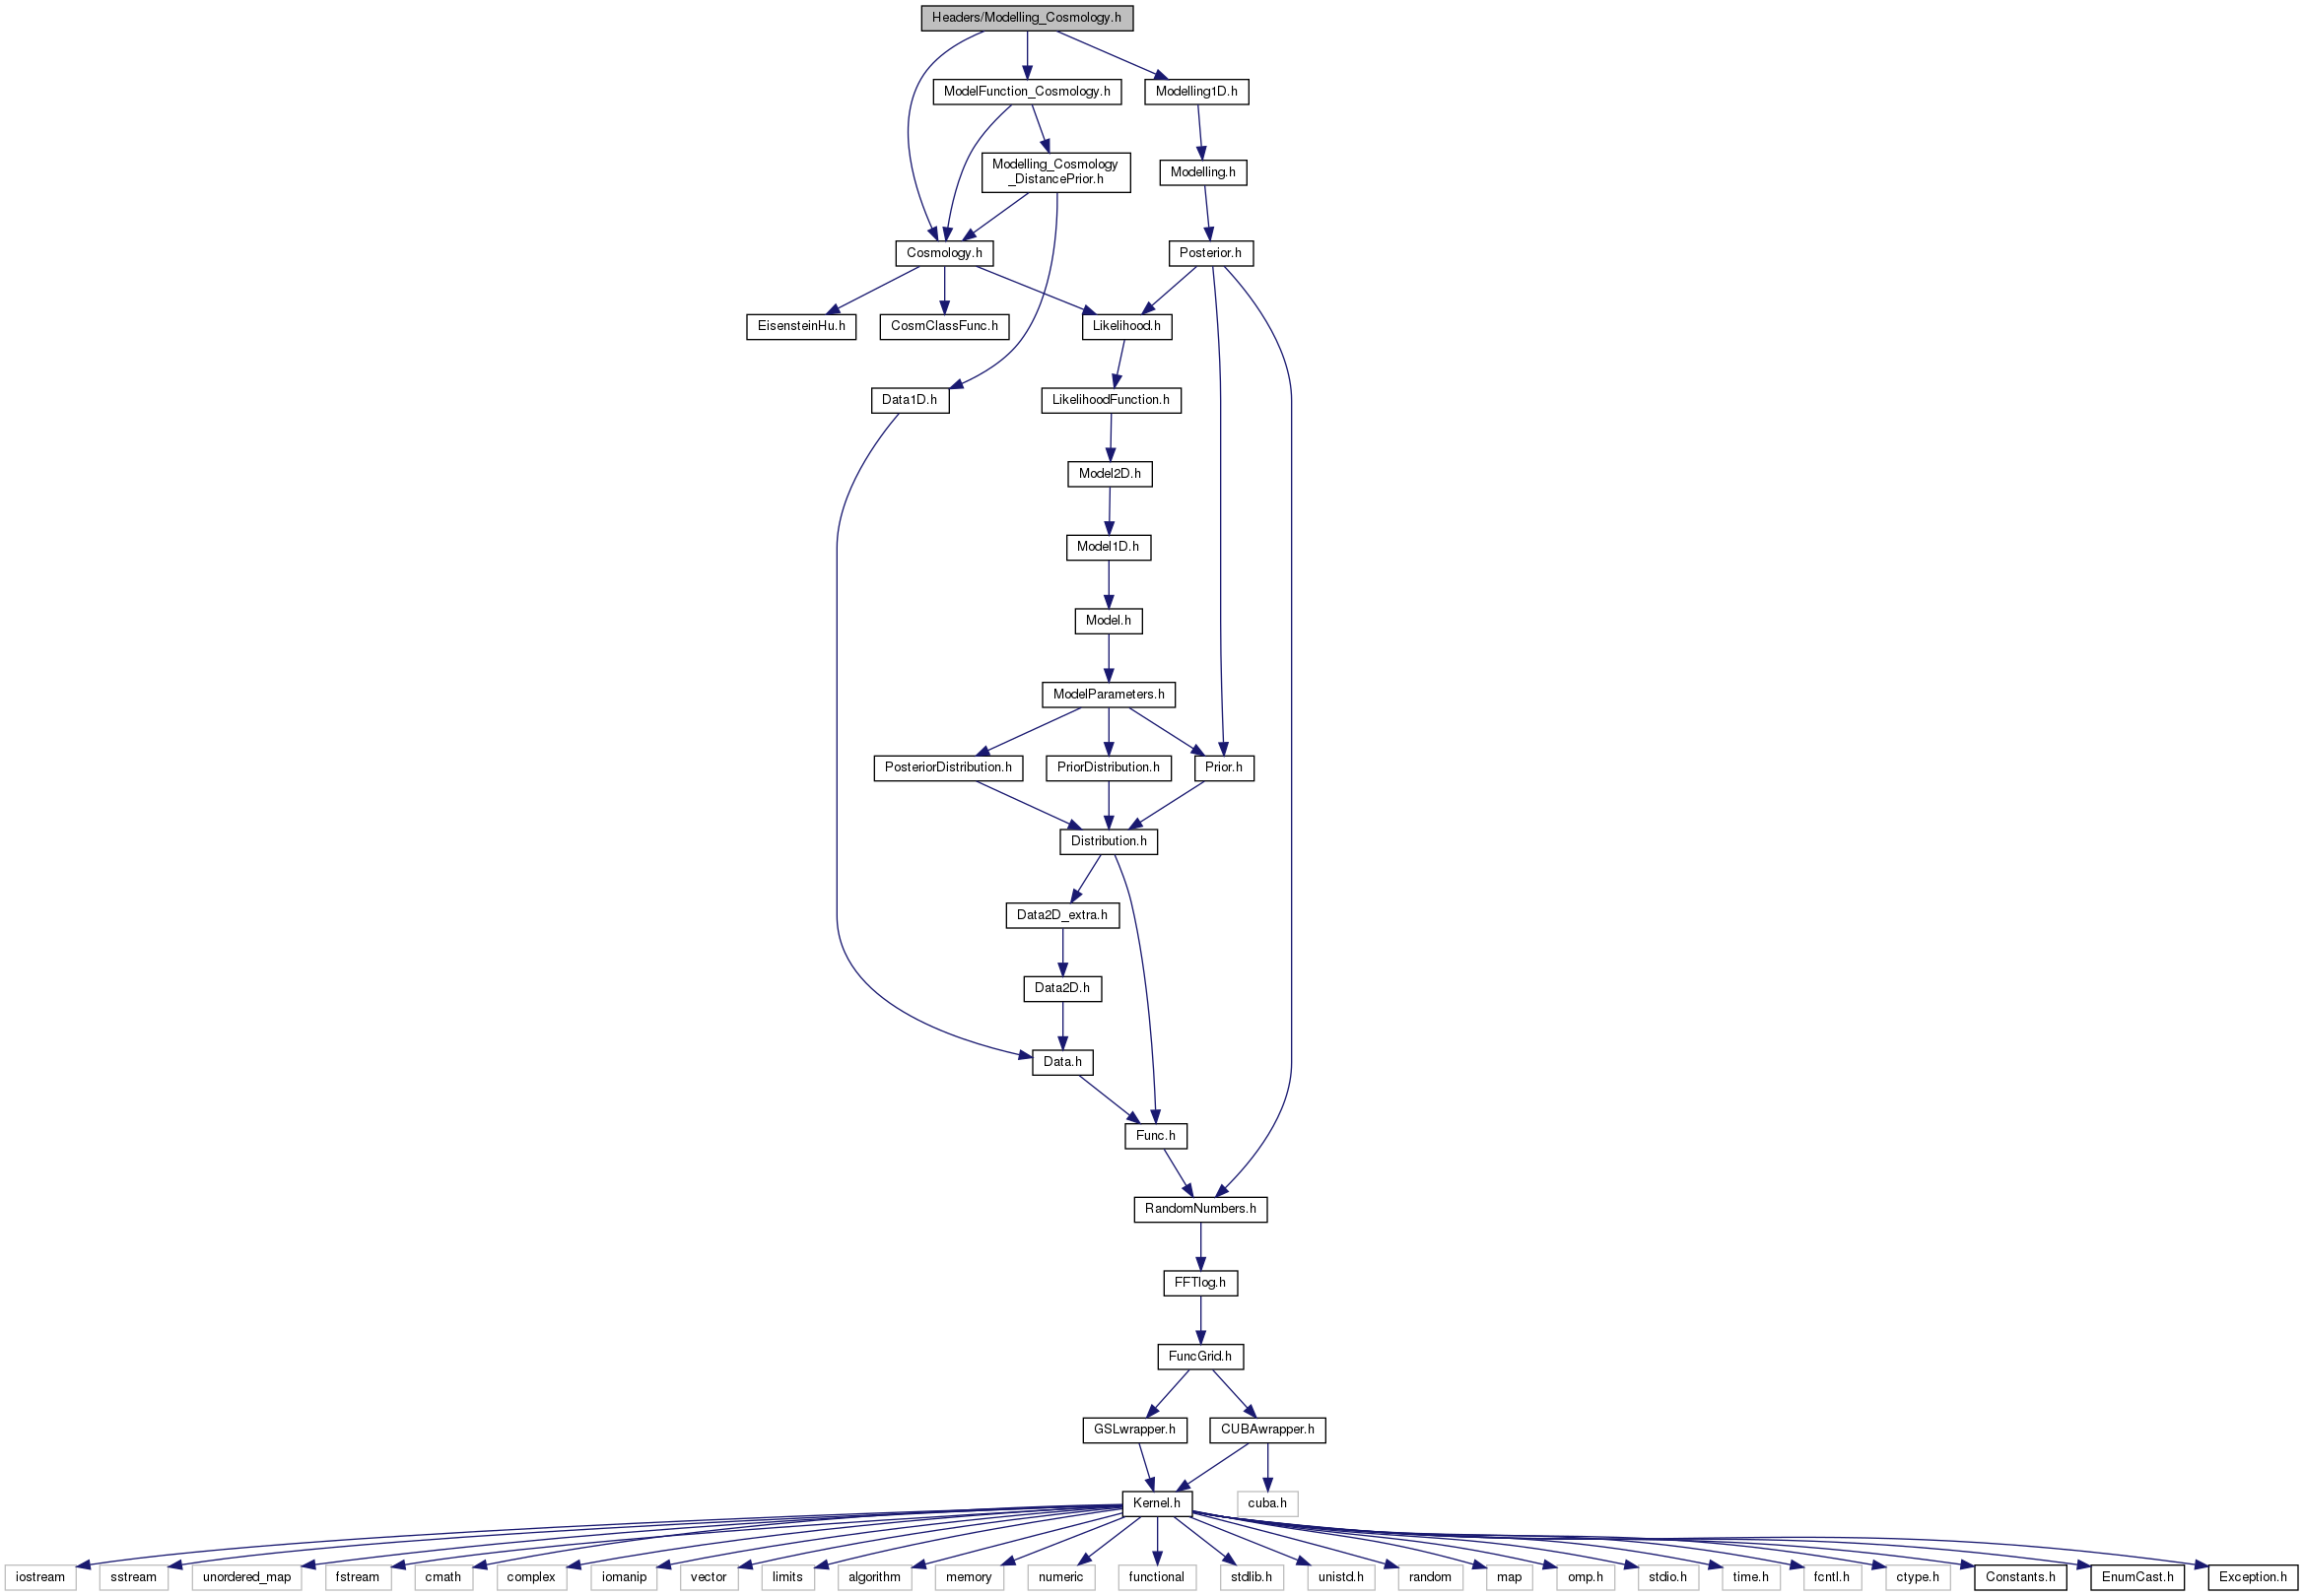 Headers/Modelling_Cosmology.h
ModelFunction_Cosmology.h
Modelling1D.h
Modelling_Cosmology
_DistancePrior.h
Modelling.h
Cosmology.h
Posterior.h
EisensteinHu.h
CosmClassFunc.h
Likelihood.h
Data1D.h
LikelihoodFunction.h
Model2D.h
Model1D.h
Model.h
ModelParameters.h
PosteriorDistribution.h
PriorDistribution.h
Prior.h
Distribution.h
Data2D_extra.h
Data2D.h
Data.h
Func.h
RandomNumbers.h
FFTlog.h
FuncGrid.h
GSLwrapper.h
CUBAwrapper.h
Kernel.h
cuba.h
iostream
sstream
unordered_map
fstream
cmath
complex
iomanip
vector
limits
algorithm
memory
numeric
functional
stdlib.h
unistd.h
random
map
omp.h
stdio.h
time.h
fcntl.h
ctype.h
Constants.h
EnumCast.h
Exception.h